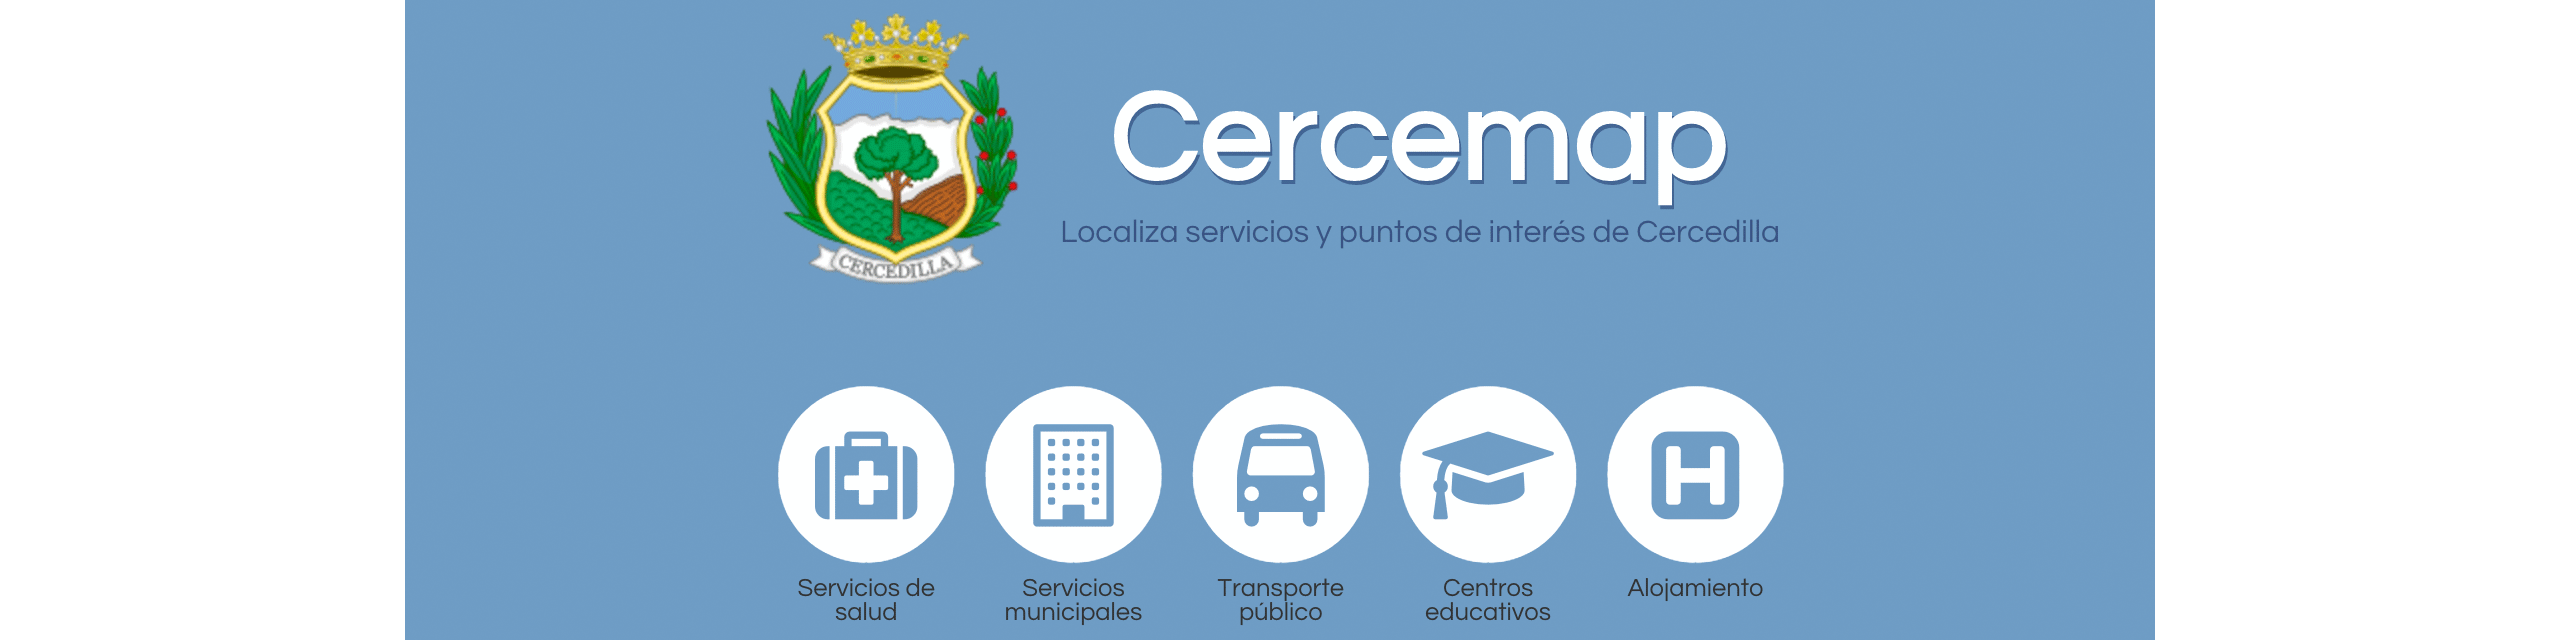 CERCEDILLA
Cercemap
Localiza servicios y puntos de interés de Cercedilla
H
Servicios de
salud
Servicios
municipales
Transporte
público
Centros
educativos
Alojamiento